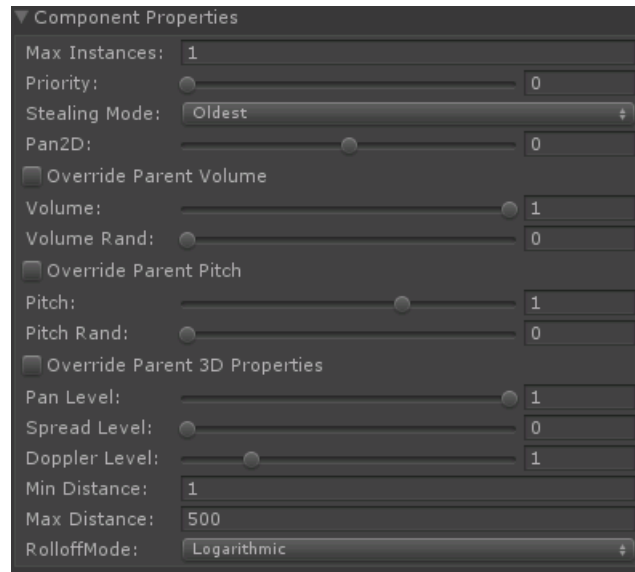 Component Properties
Max Instances: 1
Priority: 0
Stealing Mode: Oldest
Pan2D: 0
Override Parent Volume
Volume: 1
Volume Rand: 0
Override Parent Pitch
Pitch: 1
Pitch Rand: 0
Override Parent 3D Properties
Pan Level: 1
Spread Level: 0
Doppler Level: 1
Min Distance: 1
Max Distance: 500
RolloffMode: Logarithmic